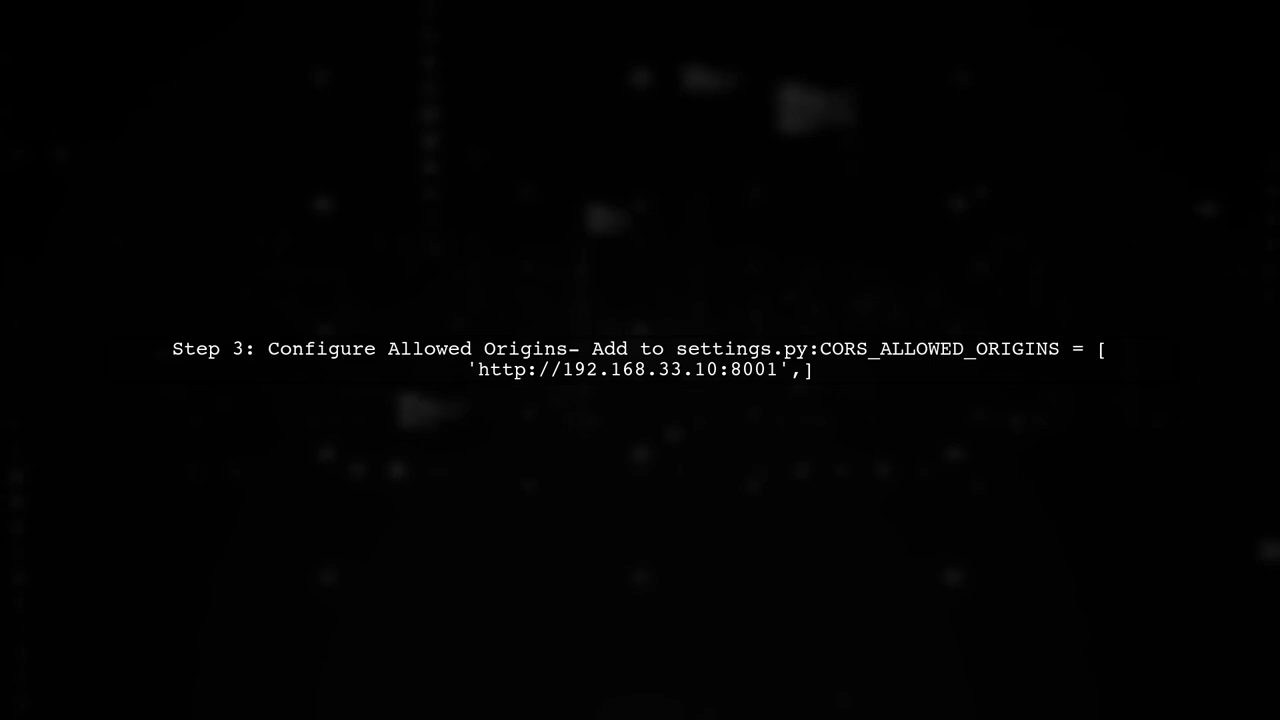 Step 3: Configure Allowed Origins– Add to settings.py:CORS_ALLOWED_ORIGINS = [
'http://192.168.33.10:8001',]